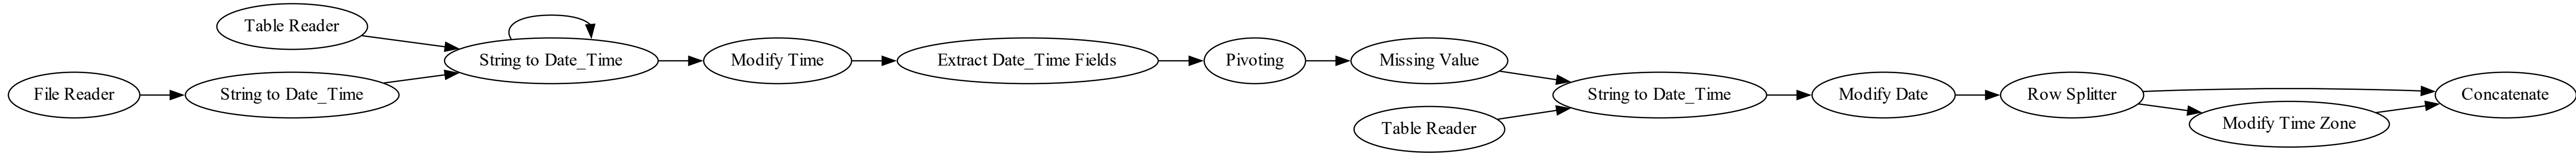 Table Reader
File Reader
String to Date_Time
String to Date_Time
Modify Time
Extract Date_Time Fields
Pivoting
Missing Value
Table Reader
String to Date_Time
Modify Date
Row Splitter
Modify Time Zone
Concatenate